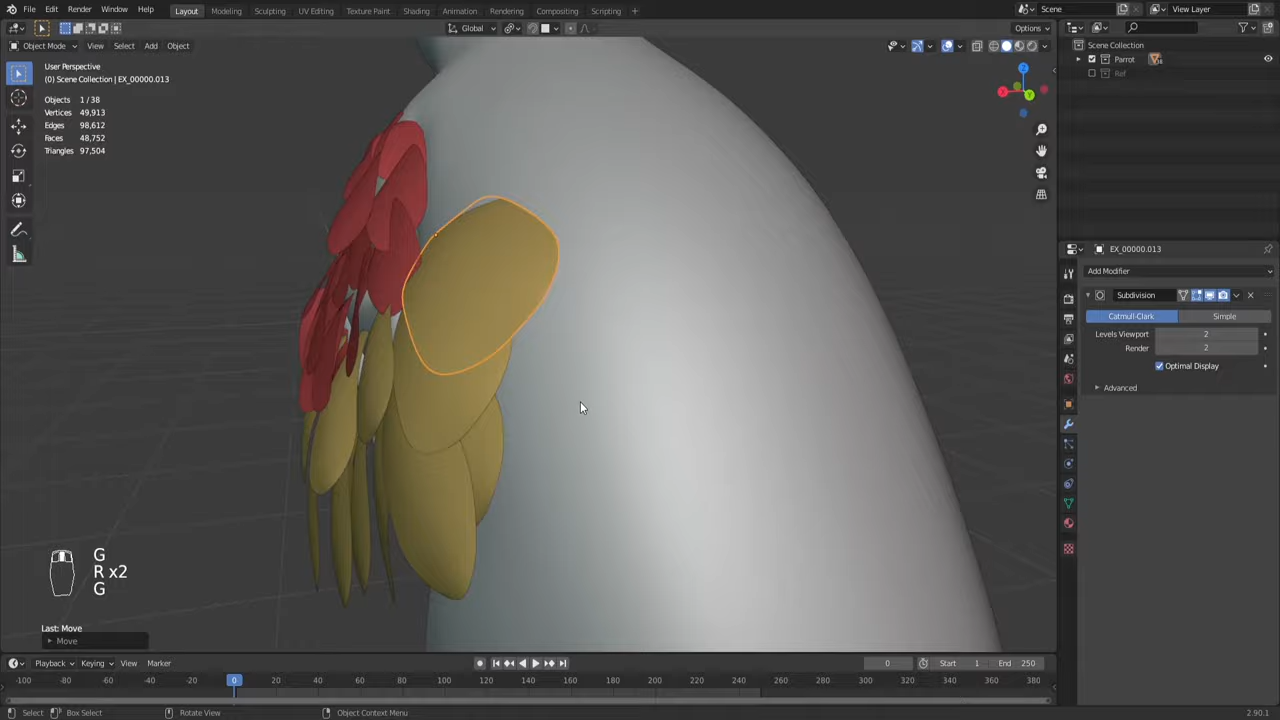 File Edit Render Window Help Layout Modeling Sculpting UV Editing Texture Paint Shading Animation Rendering Compositing Scripting + Scene View Layer
Global Options
Object Mode View Select Add Object
User Perspective
(0) Scene Collection | EX_00000.013
Objects 1 / 38
Vertices 49,913
Edges 98,612
Faces 48,752
Triangles 97,504
Z
X
Y
Scene Collection
Parrot
Ref
EX_00000.013
Add Modifier
Subdivision
Catmull-Clark Simple
Levels Viewport 2
Render 2
Optimal Display
Advanced
G
R x2
G
Last: Move
Move
Playback Keying View Marker 0 Start 1 End 250
-100 -80 -60 -40 -20 0 20 40 60 80 100 120 140 160 180 200 220 240 260 280 300 320 340 360 380
Select Box Select Rotate View Object Context Menu 2.90.1